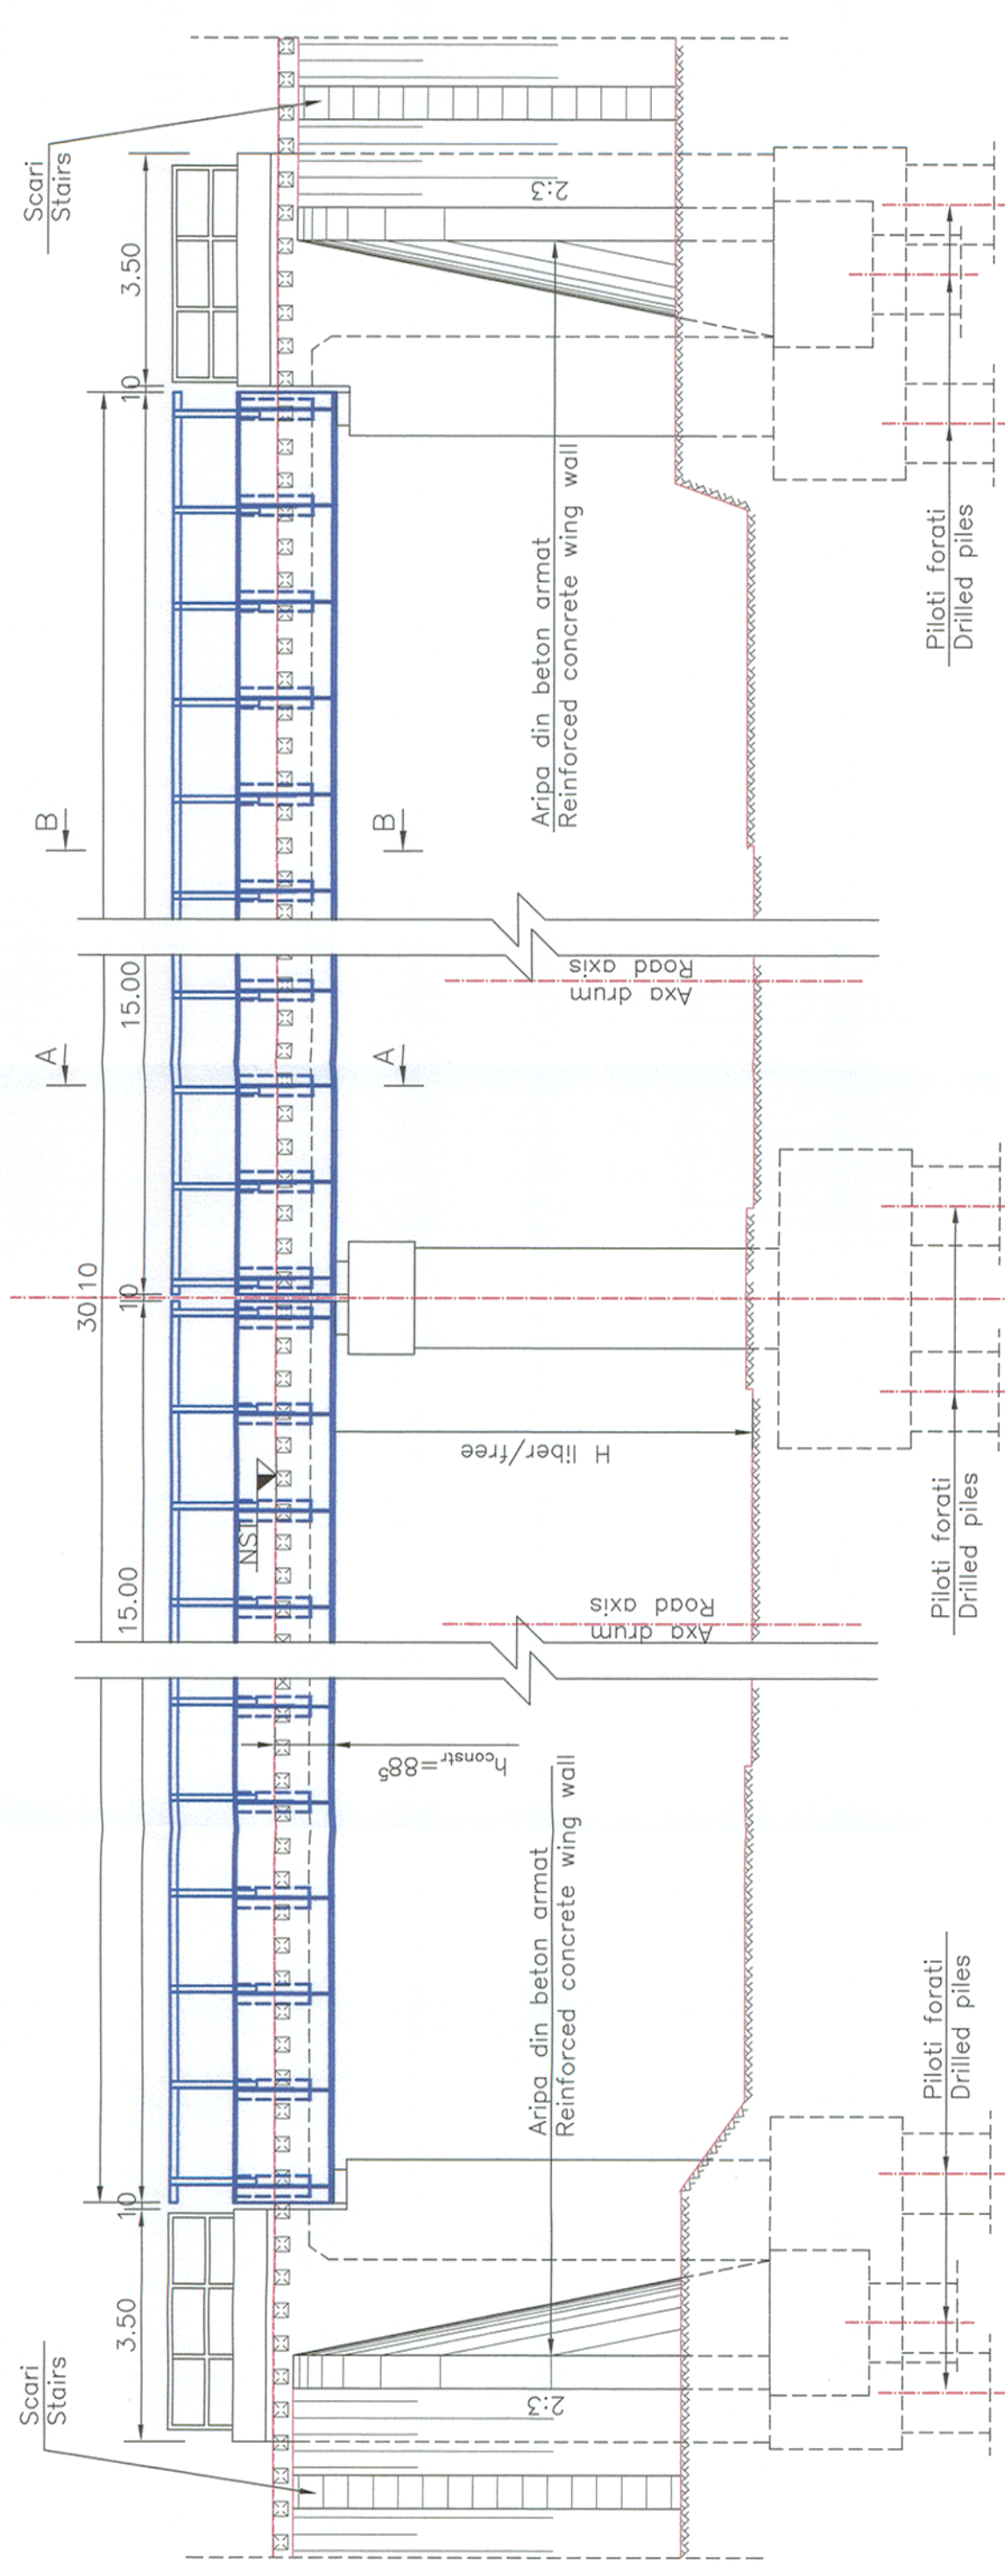 Scari
Stairs
3.50
10
30.10
15.00
B
B
2:3
Aripa din beton armat
Reinforced concrete wing wall
Piloti forati
Drilled piles
A
A
Road axis
Axa drum
10
H liber/free
NST
15.00
Road axis
Axa drum
Piloti forati
Drilled piles
hconstr=88⁵
Aripa din beton armat
Reinforced concrete wing wall
Piloti forati
Drilled piles
10
3.50
2:3
Scari
Stairs